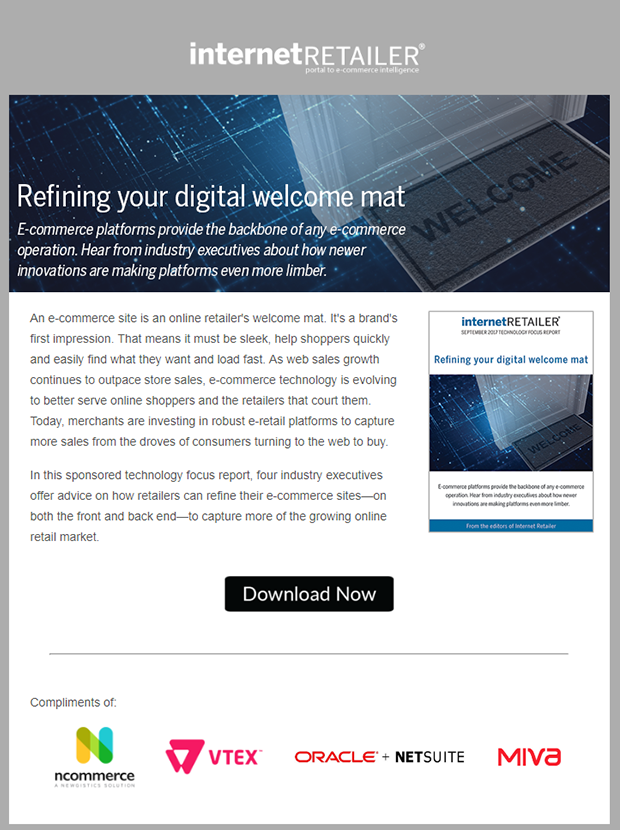 internetRETAILER®
portal to e-commerce intelligence
WELCOME
Refining your digital welcome mat
E-commerce platforms provide the backbone of any e-commerce
operation. Hear from industry executives about how newer
innovations are making platforms even more limber.
An e-commerce site is an online retailer's welcome mat. It's a brand's
first impression. That means it must be sleek, help shoppers quickly
and easily find what they want and load fast. As web sales growth
continues to outpace store sales, e-commerce technology is evolving
to better serve online shoppers and the retailers that court them.
Today, merchants are investing in robust e-retail platforms to capture
more sales from the droves of consumers turning to the web to buy.
In this sponsored technology focus report, four industry executives
offer advice on how retailers can refine their e-commerce sites—on
both the front and back end—to capture more of the growing online
retail market.
internetRETAILER®
SEPTEMBER 2017 TECHNOLOGY FOCUS REPORT
Refining your digital welcome mat
WELCOME
E-commerce platforms provide the backbone of any e-commerce
operation. Hear from industry executives about how newer
innovations are making platforms even more limber.
From the editors of Internet Retailer
Download Now
Compliments of:
ncommerce
A NEWGISTICS SOLUTION
VTEX™
ORACLE® + NETSUITE
MIVA